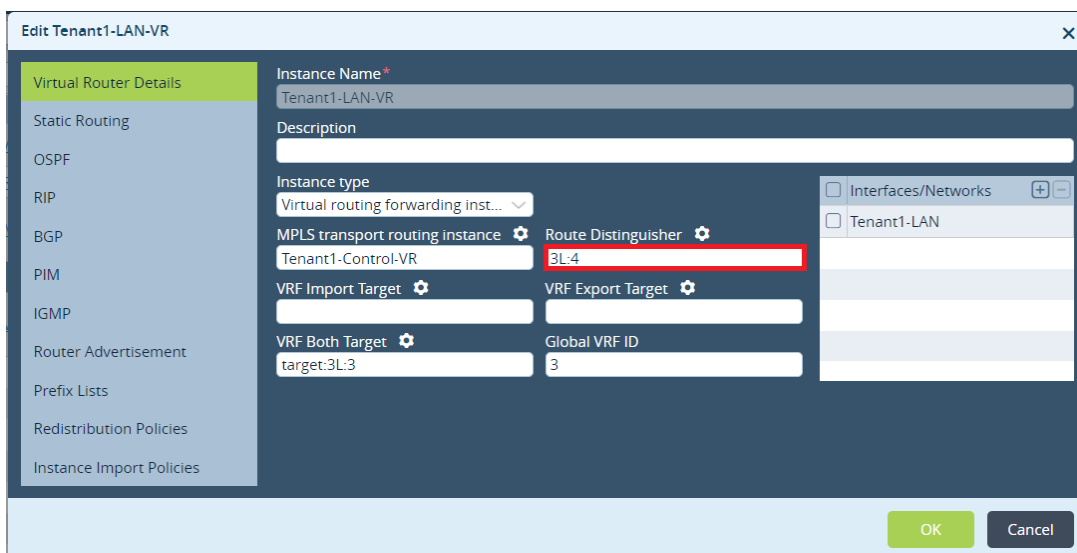 Edit Tenant1-LAN-VR
×
Virtual Router Details
Static Routing
OSPF
RIP
BGP
PIM
IGMP
Router Advertisement
Prefix Lists
Redistribution Policies
Instance Import Policies
Instance Name*
Tenant1-LAN-VR
Description
Instance type
Virtual routing forwarding inst...
MPLS transport routing instance Route Distinguisher
Tenant1-Control-VR 3L:4
VRF Import Target VRF Export Target
VRF Both Target Global VRF ID
target:3L:3 3
Interfaces/Networks
Tenant1-LAN
OK Cancel